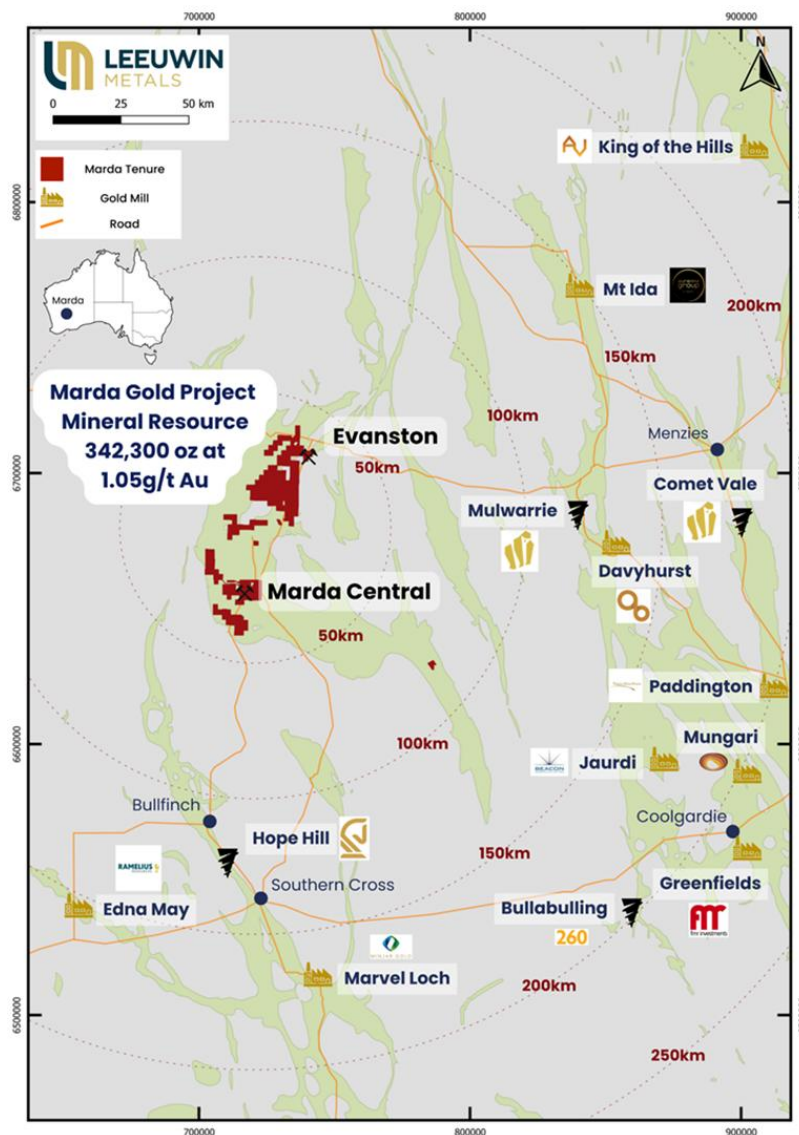 700000
800000
900000
LEEUWIN
METALS
0 25 50 km
N
King of the Hills
Marda Tenure
Gold Mill
Road
6800000
Marda
Mt Ida
200km
150km
Marda Gold Project
Mineral Resource
342,300 oz at
1.05g/t Au
100km
Evanston
Menzies
50km
6700000
Comet Vale
Mulwarrie
Davyhurst
Marda Central
50km
Paddington
Mungari
6600000
100km
BEACON
Jaurdi
Bullfinch
Coolgardie
Hope Hill
150km
RAMELIUS
Southern Cross
Greenfields
Edna May
Bullabulling
260
fmr investments
Marvel Loch
200km
6500000
250km
700000
800000
900000